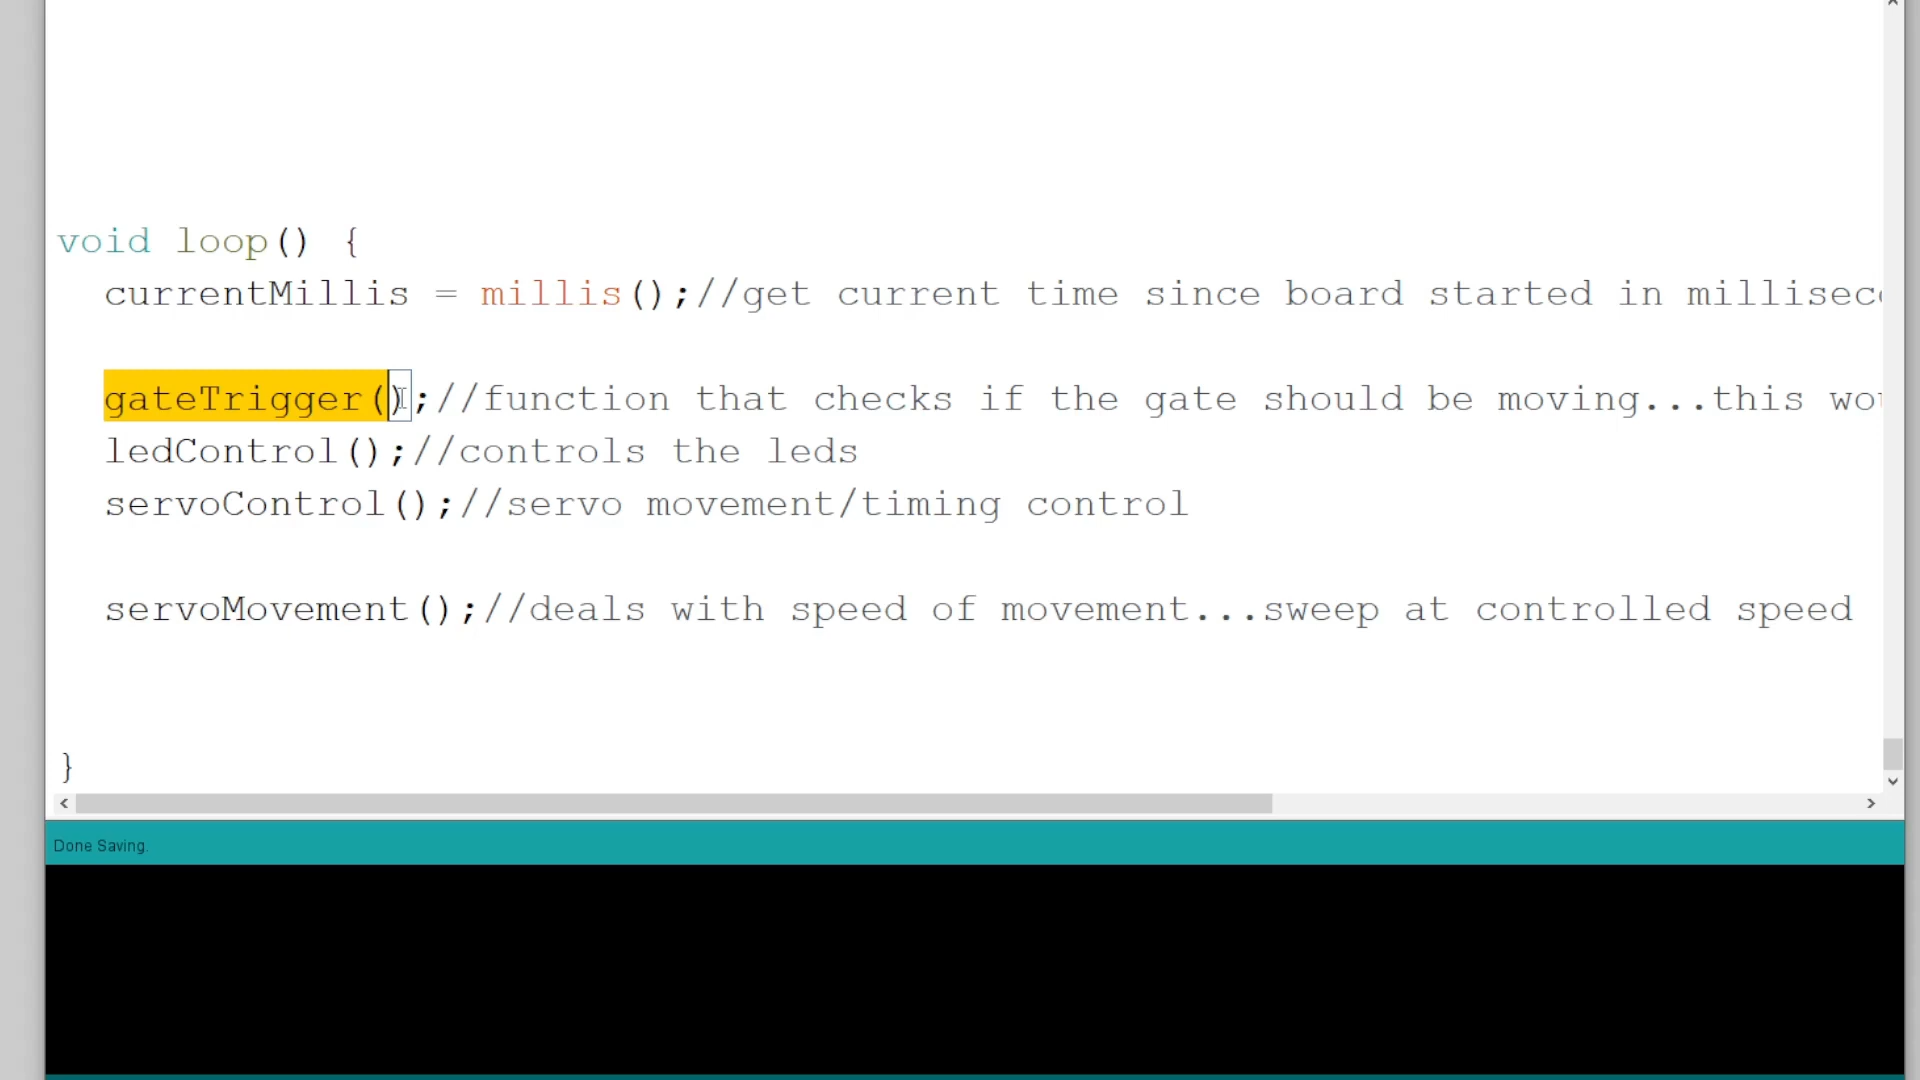 void loop() {
currentMillis = millis();//get current time since board started in
gateTrigger();//function that checks if the gate should be moving...this
ledControl();//controls the leds
servoControl();//servo movement/timing control
servoMovement();//deals with speed of movement...sweep at controlled speed
}
Done Saving.